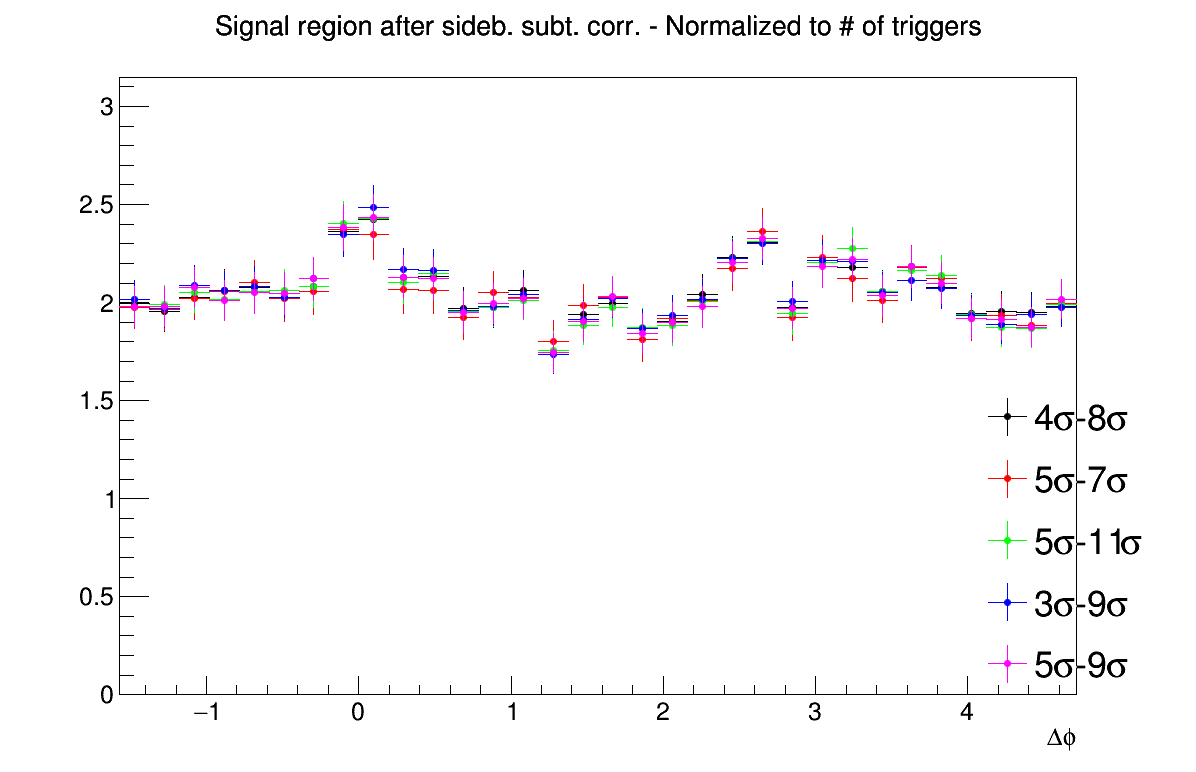 Signal region after sideb. subt. corr. - Normalized to # of triggers
3
2.5
2
1.5
1
0.5
0
4σ-8σ
5σ-7σ
5σ-11σ
3σ-9σ
5σ-9σ
−1 0 1 2 3 4
Δϕ